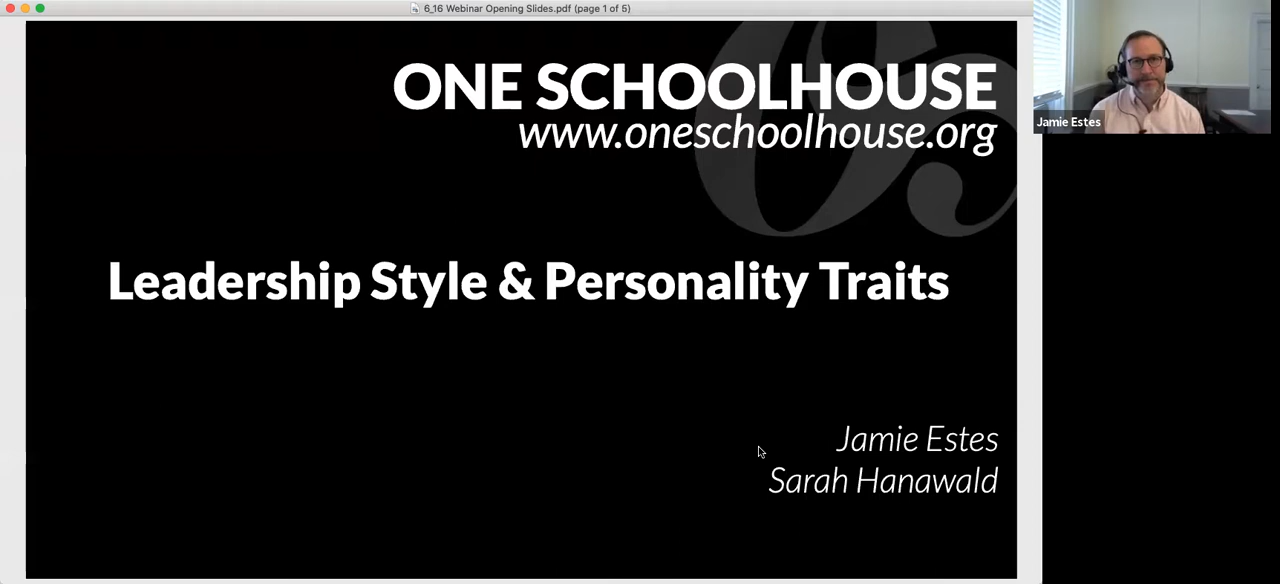 6_16 Webinar Opening Slides.pdf (page 1 of 5)
ONE SCHOOLHOUSE
www.oneschoolhouse.org
Jamie Estes
Leadership Style & Personality Traits
Jamie Estes
Sarah Hanawald